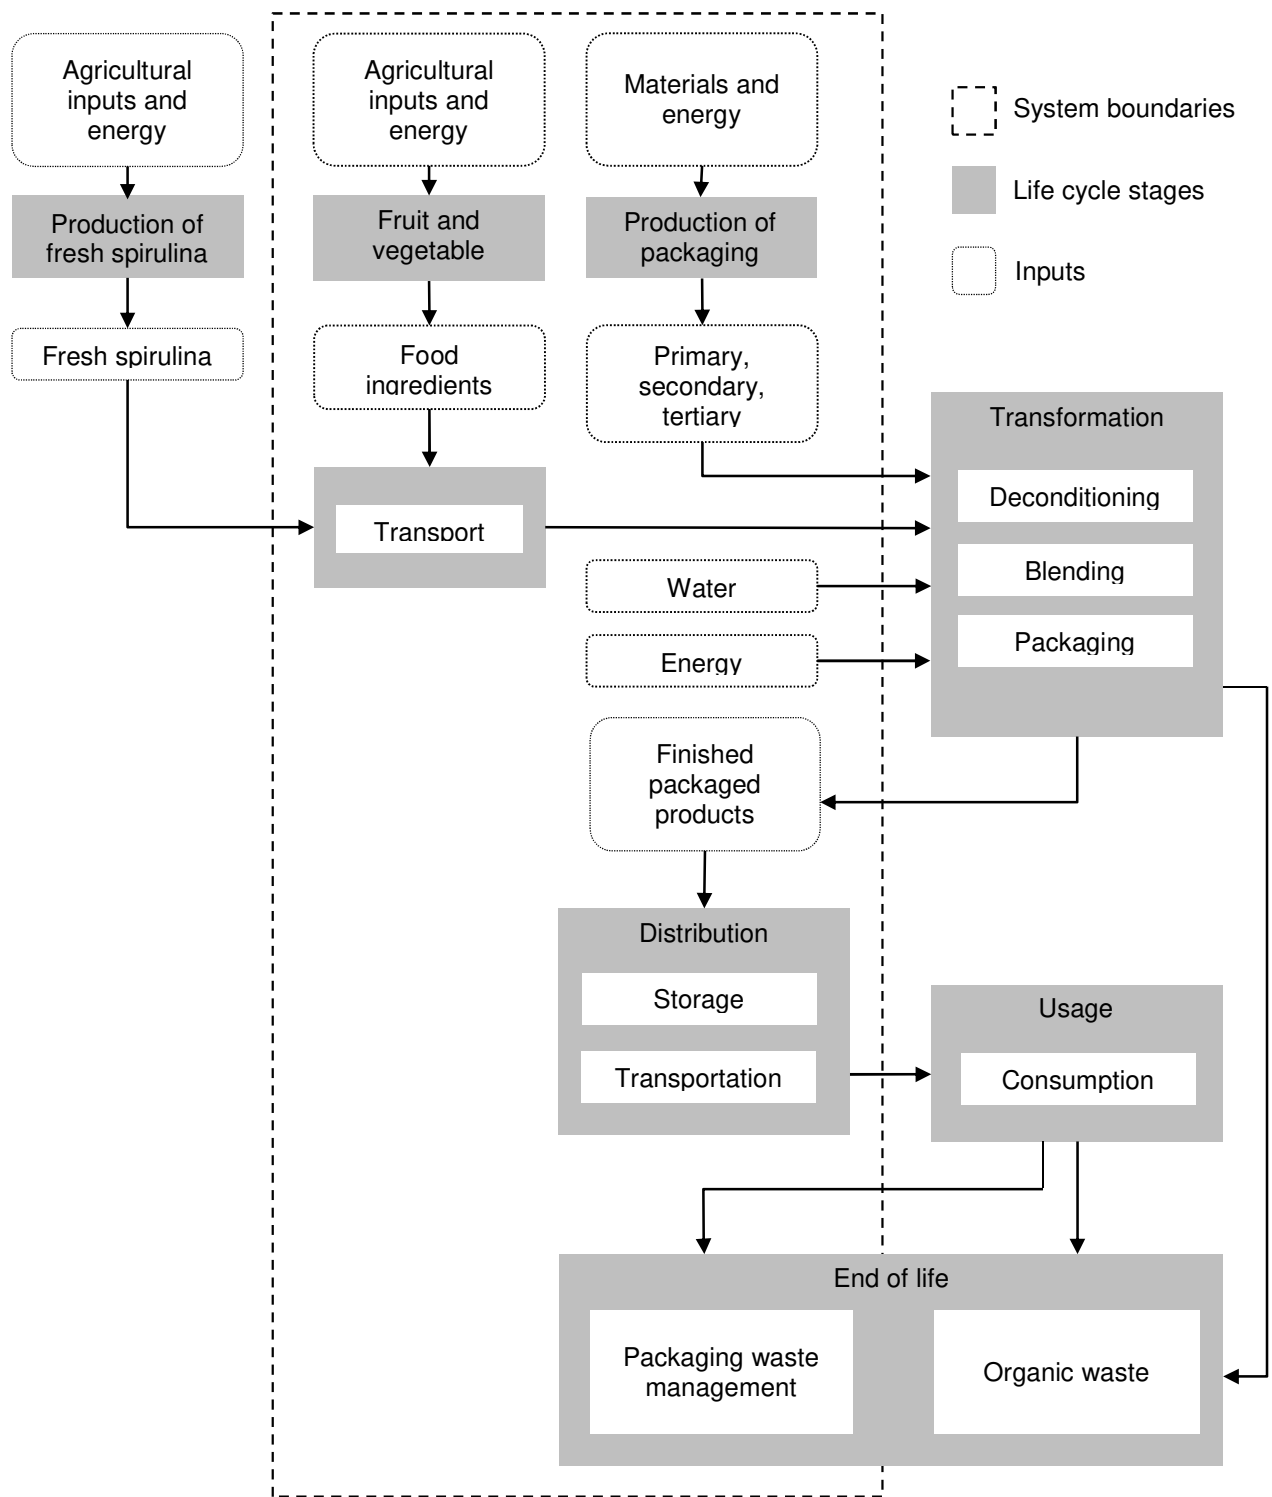 Agricultural
inputs and
energy
Agricultural
inputs and
energy
Materials and
energy
System boundaries
Life cycle stages
Inputs
Production of
fresh spirulina
Fruit and
vegetable
Production of
packaging
Fresh spirulina
Food
ingredients
Primary,
secondary,
tertiary
Transformation
Deconditioning
Blending
Packaging
Transport
Water
Energy
Finished
packaged
products
Distribution
Storage
Transportation
Usage
Consumption
End of life
Packaging waste
management
Organic waste